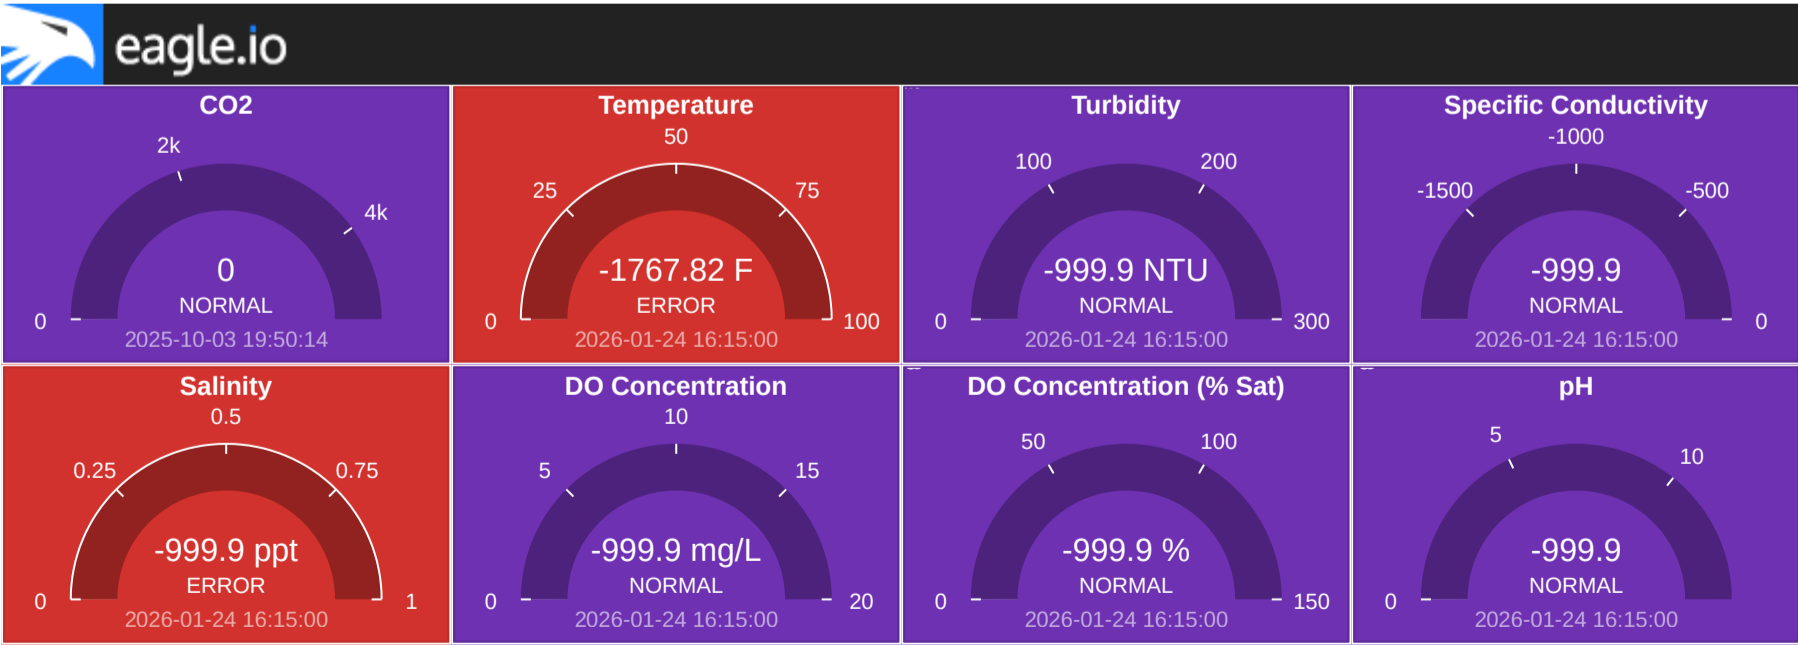 eagle.io
CO2
2k
4k
0
NORMAL
0
2025-10-03 19:50:14
Temperature
50
25
75
-1767.82 F
ERROR
0
100
2026-01-24 16:15:00
Turbidity
100
200
-999.9 NTU
NORMAL
0
300
2026-01-24 16:15:00
Specific Conductivity
-1000
-1500
-500
-999.9
NORMAL
0
2026-01-24 16:15:00
Salinity
0.5
0.25
0.75
-999.9 ppt
ERROR
0
1
2026-01-24 16:15:00
DO Concentration
10
5
15
-999.9 mg/L
NORMAL
0
20
2026-01-24 16:15:00
DO Concentration (% Sat)
50
100
-999.9 %
NORMAL
0
150
2026-01-24 16:15:00
pH
5
10
-999.9
NORMAL
0
2026-01-24 16:15:00